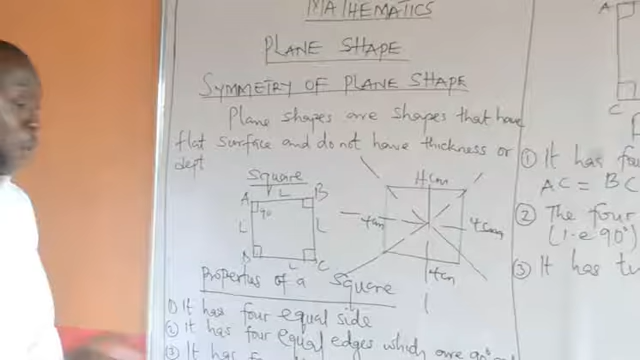 MATHEMATICS
PLANE SHAPE
SYMMETRY OF PLANE SHAPE
Plane shapes are shapes that have
flat surface and do not have thickness or
dept
Square
A L B
90
L L
L C
4cm
4cm
4cm
Properties of a Square
① It has four equal side
② It has four equal edges which are 90°
③ It has
A
C
① It has
AC = BC
② The four
(i.e 90°)
③ It has